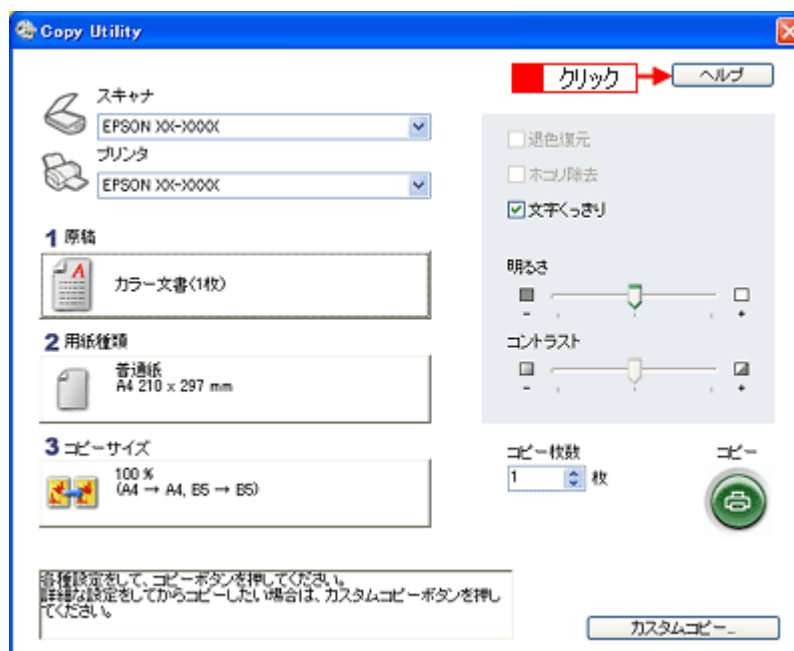 Copy Utility
クリック
ヘルプ
スキャナ
EPSON XX-XXXX
プリンタ
EPSON XX-XXXX
退色復元
ホコリ除去
文字くっきり
1 原稿
カラー文書(1枚)
明るさ
- +
2 用紙種類
普通紙
A4 210 x 297 mm
コントラスト
- +
3 コピーサイズ
100 %
(A4 → A4, B5 → B5)
コピー枚数
1 枚
コピー
各種設定をして、コピーボタンを押してください。
詳細な設定をしてからコピーしたい場合は、カスタムコピーボタンを押し
てください。
カスタムコピー...